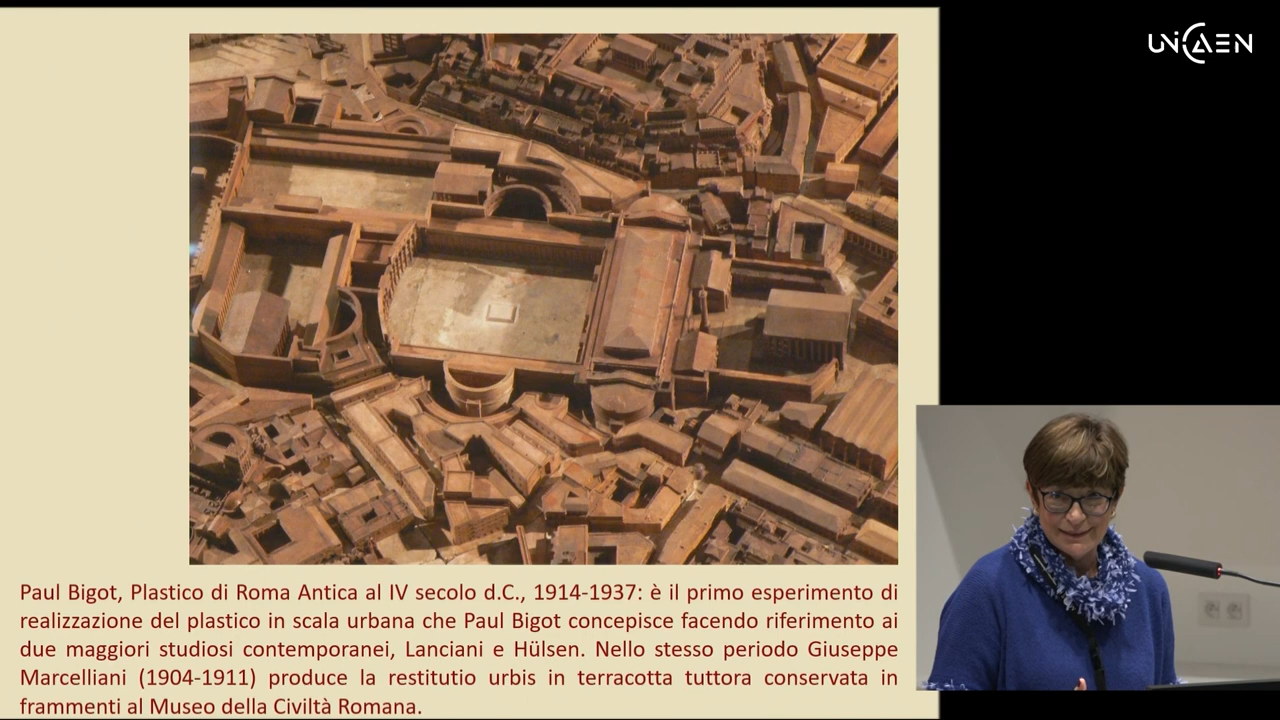 UNICAEN
Paul Bigot, Plastico di Roma Antica al IV secolo d.C., 1914-1937: è il primo esperimento di
realizzazione del plastico in scala urbana che Paul Bigot concepisce facendo riferimento ai
due maggiori studiosi contemporanei, Lanciani e Hülsen. Nello stesso periodo Giuseppe
Marcelliani (1904-1911) produce la restitutio urbis in terracotta tuttora conservata in
frammenti al Museo della Civiltà Romana.